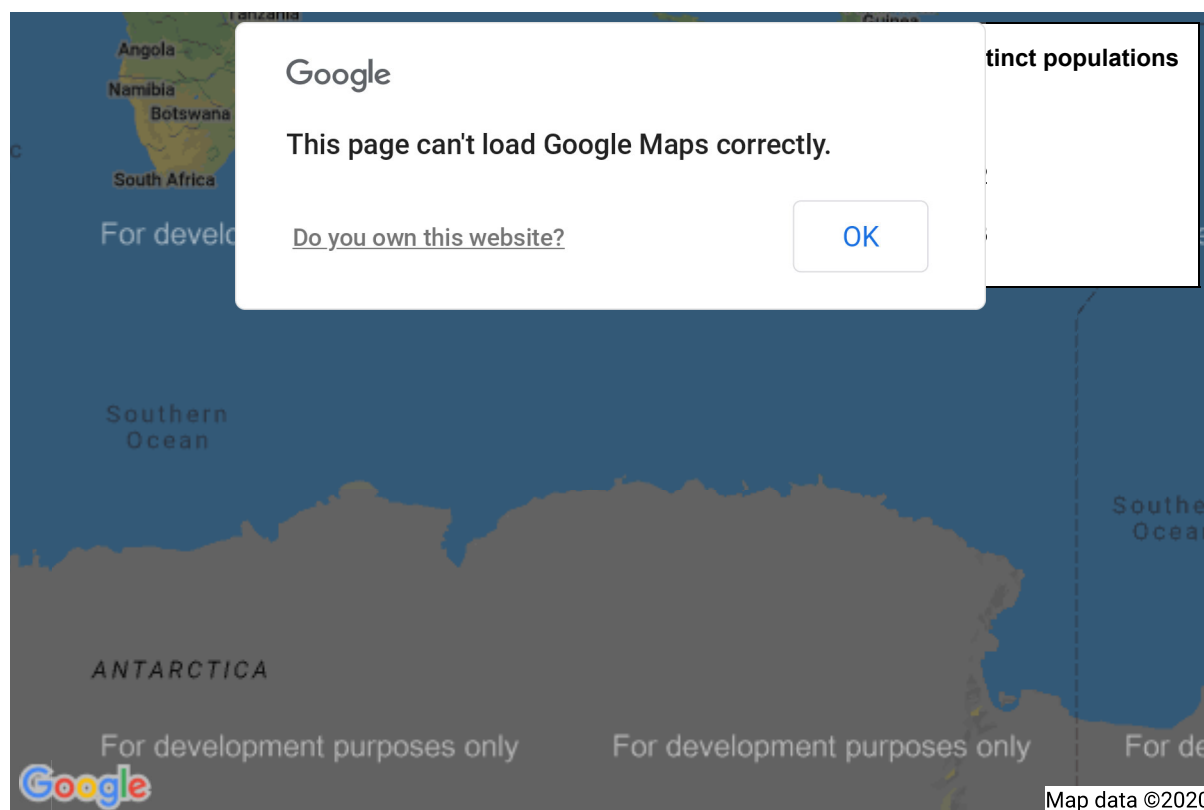 Tanzania
Guinea
Angola
Namibia
Botswana
South Africa
Google
tinct populations
This page can't load Google Maps correctly.
For develo
Do you own this website?
OK
Southern
Ocean
Southe
Ocea
ANTARCTICA
For development purposes only
For development purposes only
For de
Google
Map data ©2020